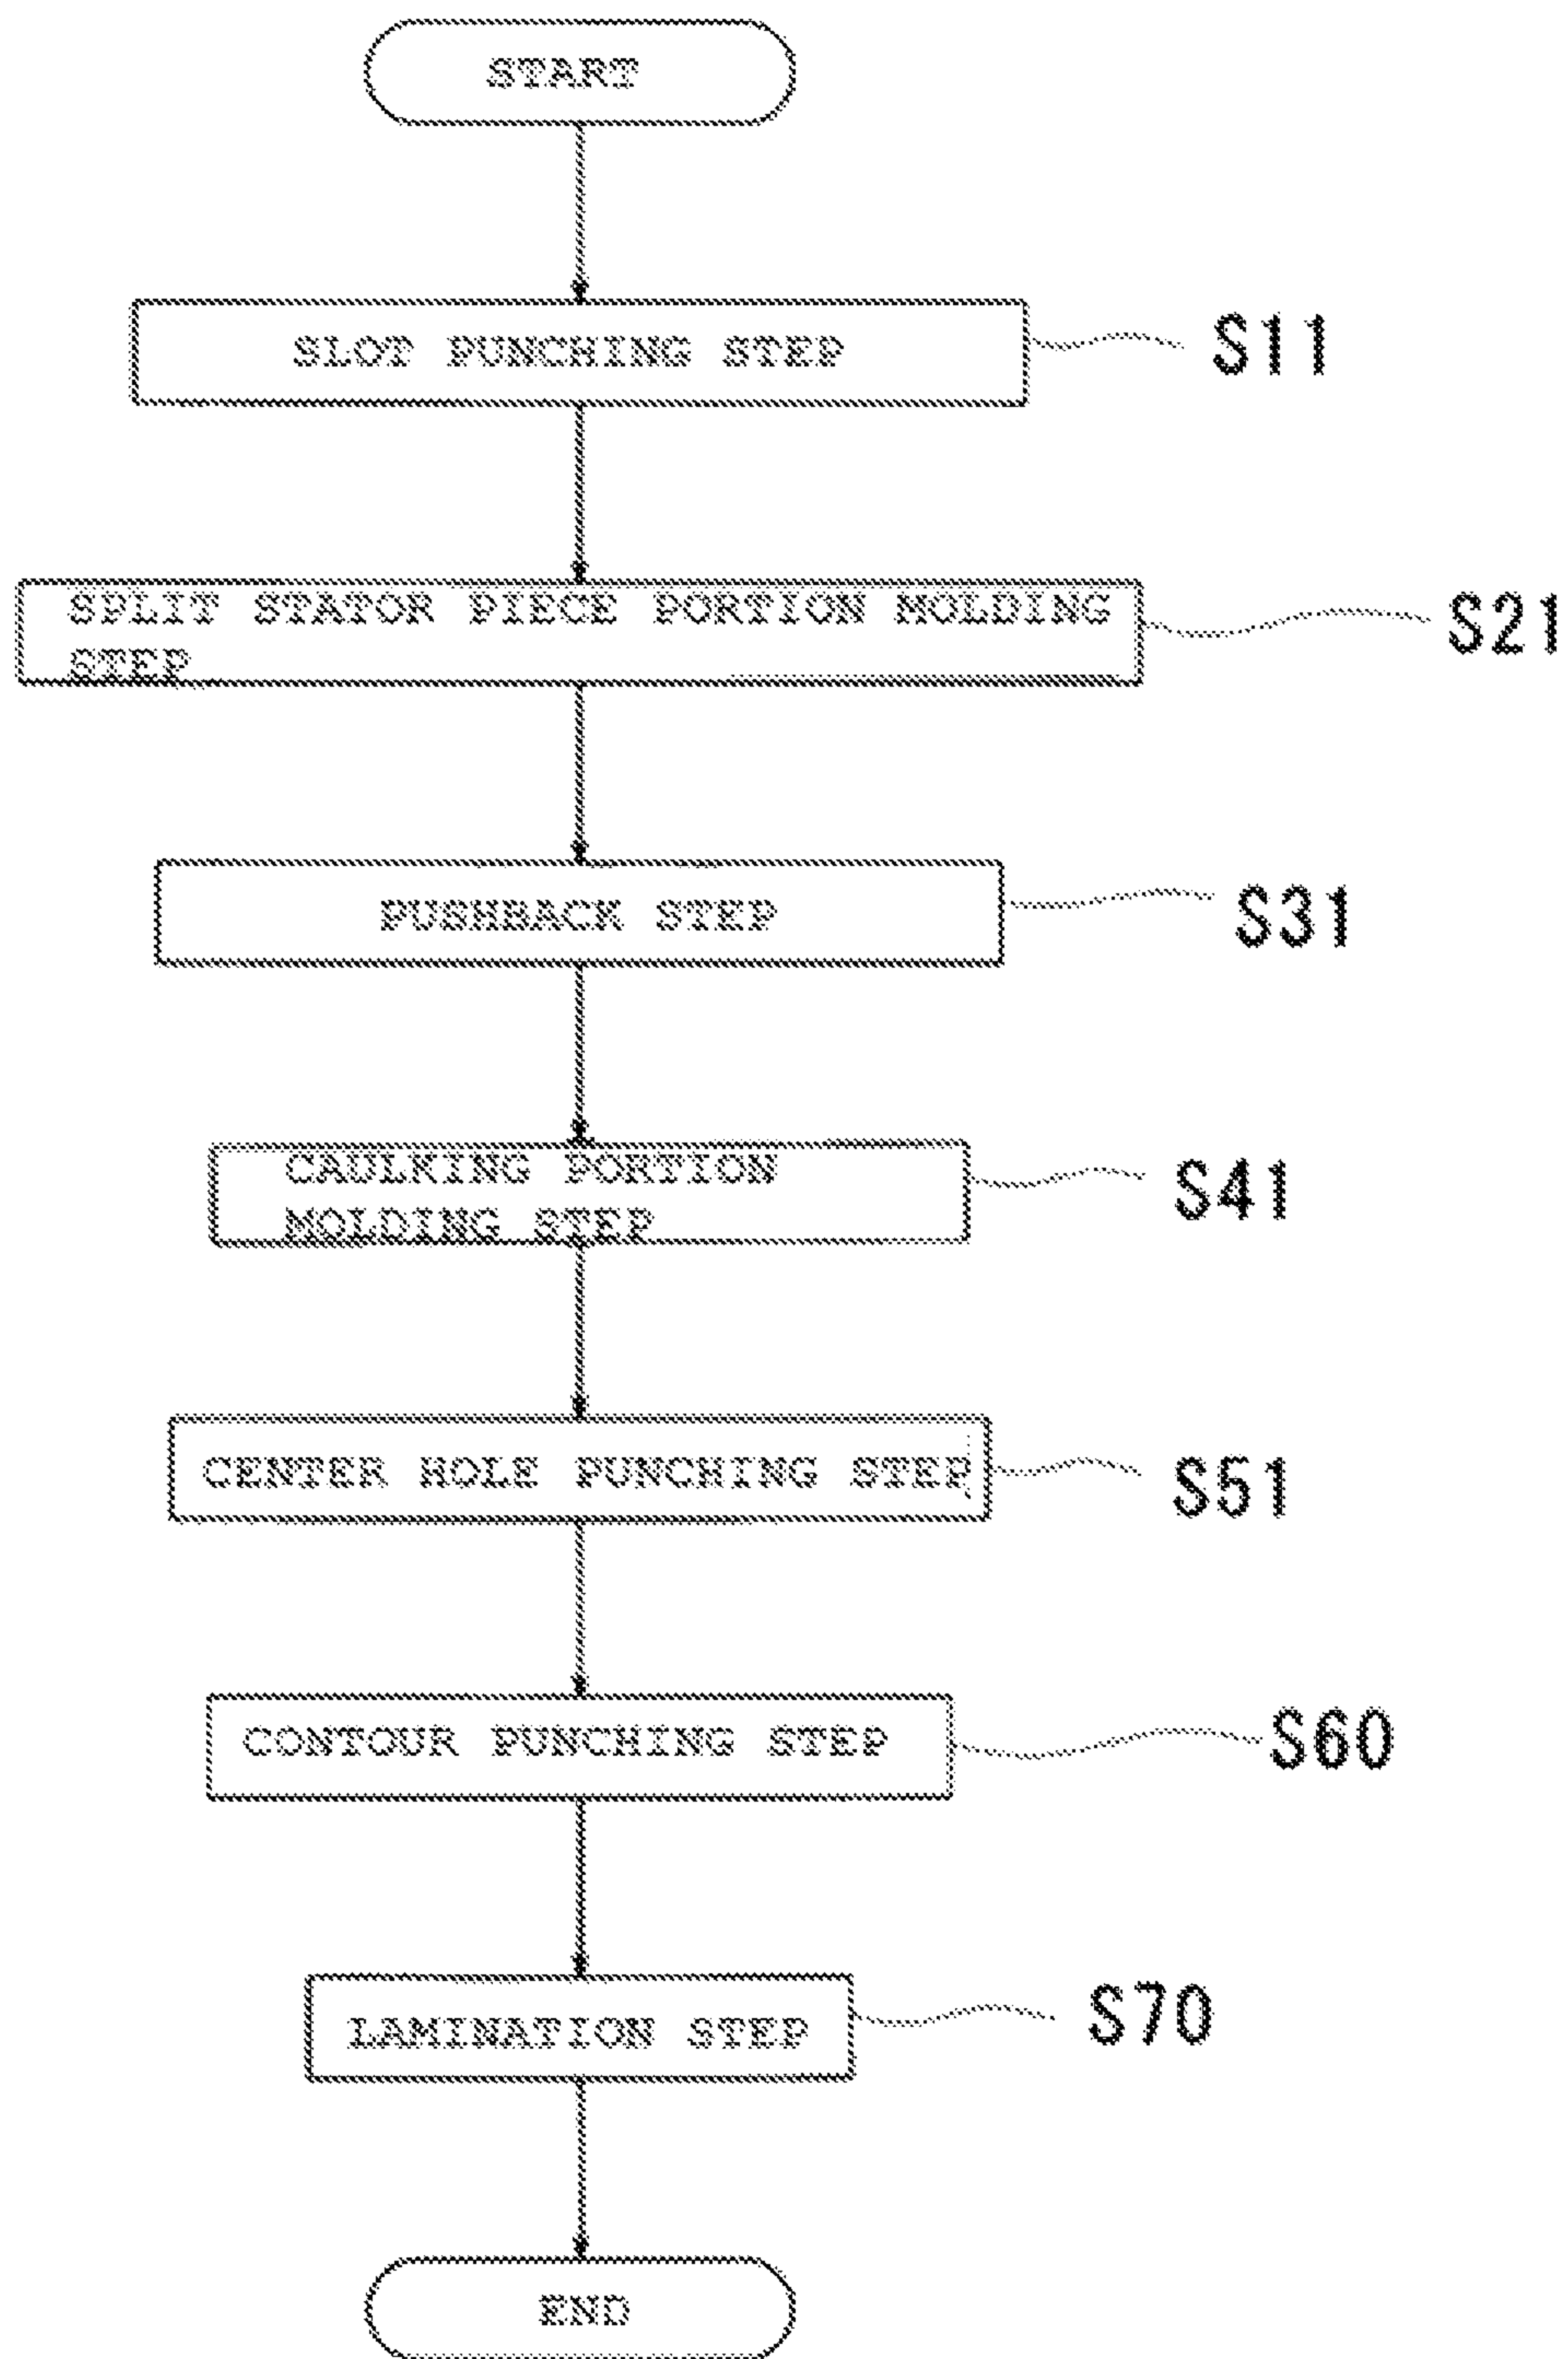 START
SLOT PUNCHING STEP
S11
SPLIT STATOR PIECE PORTION MOLDING
STEP
S21
PUSHBACK STEP
S31
CAULKING PORTION
MOLDING STEP
S41
CENTER HOLE PUNCHING STEP
S51
CONTOUR PUNCHING STEP
S60
LAMINATION STEP
S70
END